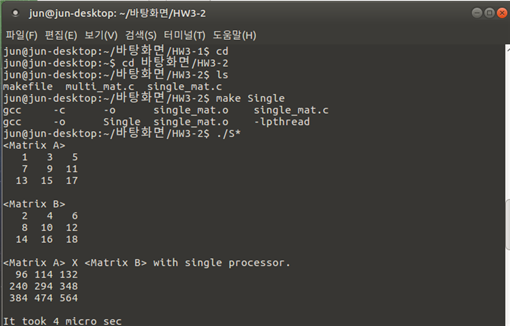 jun@jun-desktop: ~/바탕화면/HW3-2
파일(F) 편집(E) 보기(V) 검색(S) 터미널(T) 도움말(H)
jun@jun-desktop:~/바탕화면/HW3-1$ cd
jun@jun-desktop:~$ cd 바탕화면/HW3-2
jun@jun-desktop:~/바탕화면/HW3-2$ ls
makefile multi_mat.c single_mat.c
jun@jun-desktop:~/바탕화면/HW3-2$ make Single
gcc -c -o single_mat.o single_mat.c
gcc -o Single single_mat.o -lpthread
jun@jun-desktop:~/바탕화면/HW3-2$ ./S*
<Matrix A>
1 3 5
7 9 11
13 15 17
<Matrix B>
2 4 6
8 10 12
14 16 18
<Matrix A> X <Matrix B> with single processor.
96 114 132
240 294 348
384 474 564
It took 4 micro sec